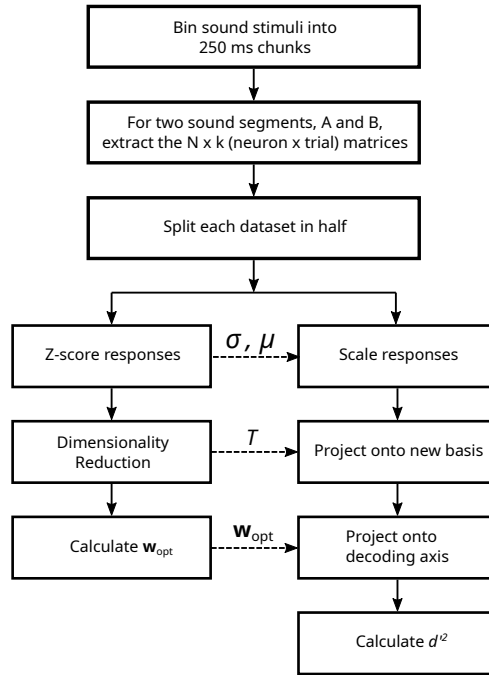 Bin sound stimuli into
250 ms chunks
For two sound segments, A and B,
extract the N x k (neuron x trial) matrices
Split each dataset in half
Z-score responses
σ, μ
Scale responses
Dimensionality
Reduction
T
Project onto new basis
Calculate w_opt
w_opt
Project onto
decoding axis
Calculate d'²